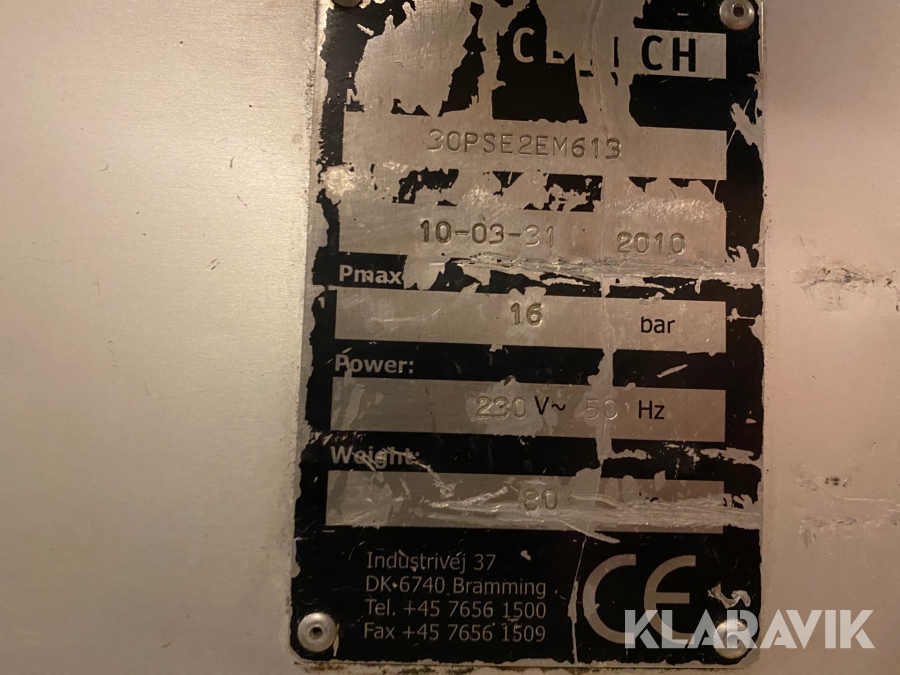 CH
30PSE2EM613
10-03-31 2010
Pmax
16 bar
Power:
230 V~ 50 Hz
Weight:
80
Industrivej 37
DK-6740 Bramming
Tel. +45 7656 1500
Fax +45 7656 1509
CE
KLARAVIK